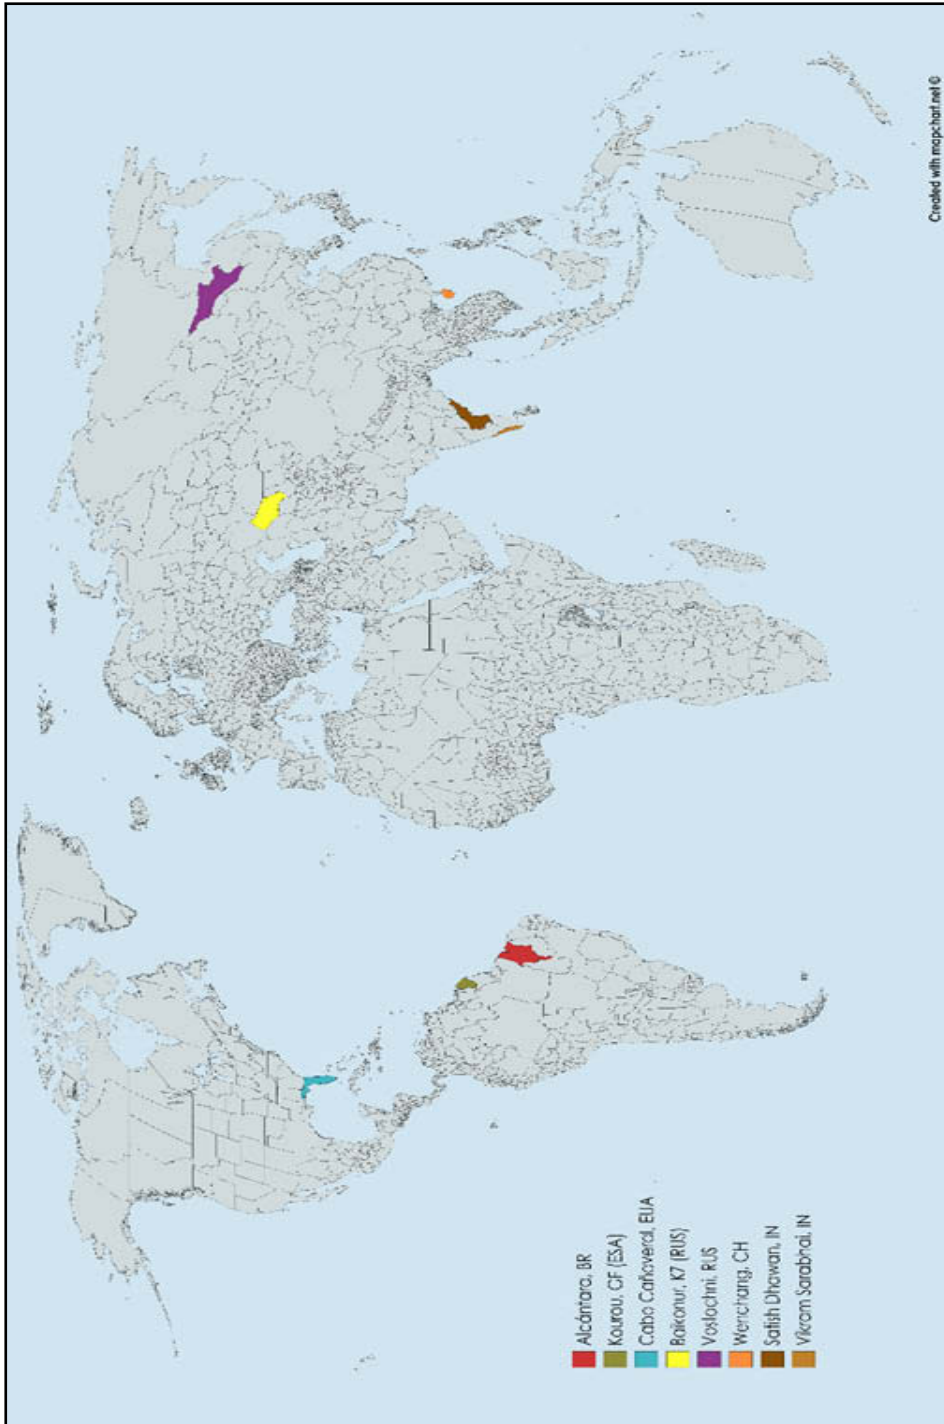 Alcântara, BR
Kourou, GF (ESA)
Cabo Cañaveral, EUA
Baikonur, KZ (RUS)
Vostochni, RUS
Wenchang, CH
Satish Dhawan, IN
Vikram Sarabhai, IN
Created with mapchart.net ©